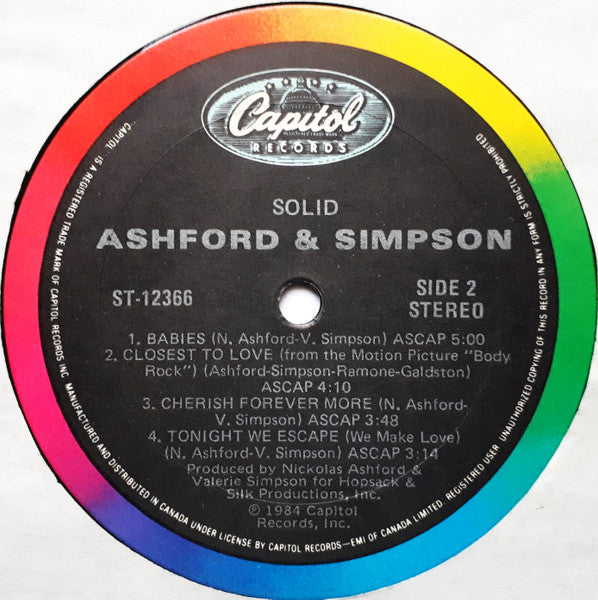 Capitol
REGISTERED TRADE MARK
RECORDS
SOLID
ASHFORD & SIMPSON
ST-12366
SIDE 2
STEREO
1. BABIES (N. Ashford-V. Simpson) ASCAP 5:00
2. CLOSEST TO LOVE (from the Motion Picture "Body
Rock") (Ashford-Simpson-Ramone-Galdston)
ASCAP 4:10
3. CHERISH FOREVER MORE (N. Ashford-
V. Simpson) ASCAP 3:48
4. TONIGHT WE ESCAPE (We Make Love)
(N. Ashford-V. Simpson) ASCAP 3:14
Produced by Nickolas Ashford &
Valerie Simpson for Hopsack &
Silk Productions, Inc.
℗ 1984 Capitol
Records, Inc.
CAPITOL IS A REGISTERED TRADE MARK OF CAPITOL RECORDS INC. MANUFACTURED AND DISTRIBUTED IN CANADA UNDER LICENSE BY CAPITOL RECORDS—EMI OF CANADA LIMITED, REGISTERED USER. UNAUTHORIZED COPYING OF THIS RECORD IN ANY FORM IS STRICTLY PROHIBITED